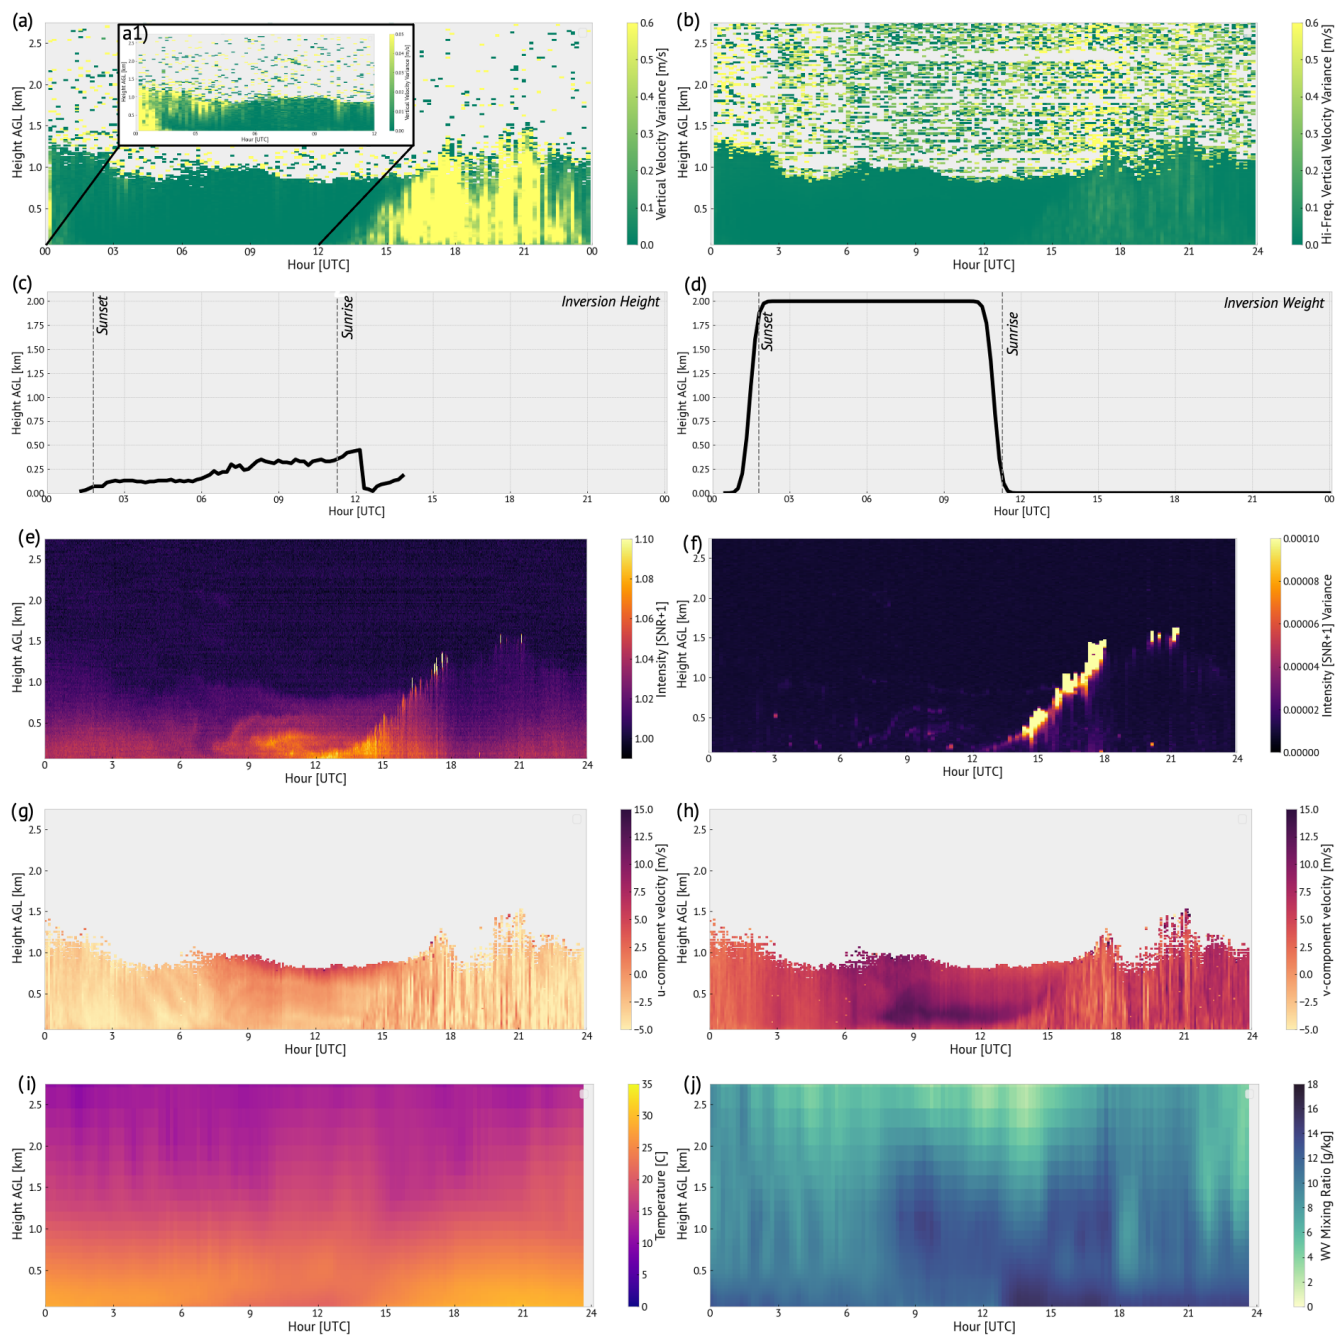 (a)
a1)
Height AGL [km]
2.5
2.0
1.5
1.0
0.5
00 03 06 09 12 15 18 21 00
Hour [UTC]
Height AGL [km]
Hour [UTC]
Vertical Velocity Variance [m/s]
0.6
0.5
0.4
0.3
0.2
0.1
0.0
Vertical Velocity Variance [m/s]
(b)
Height AGL [km]
2.5
2.0
1.5
1.0
0.5
00 03 06 09 12 15 18 21 24
Hour [UTC]
0.6
0.5
0.4
0.3
0.2
0.1
0.0
Hi-Freq. Vertical Velocity Variance [m/s]
(c)
Inversion Height
Sunset
Sunrise
Height AGL [km]
2.00
1.75
1.50
1.25
1.00
0.75
0.50
0.25
0.00
00 03 06 09 12 15 18 21 00
Hour [UTC]
(d)
Inversion Weight
Sunset
Sunrise
Height AGL [km]
2.00
1.75
1.50
1.25
1.00
0.75
0.50
0.25
0.00
00 03 06 09 12 15 18 21 00
Hour [UTC]
(e)
Height AGL [km]
2.5
2.0
1.5
1.0
0.5
0 3 6 9 12 15 18 21 24
Hour [UTC]
1.10
1.08
1.06
1.04
1.02
1.00
Intensity [SNR+1]
(f)
Height AGL [km]
2.5
2.0
1.5
1.0
0.5
0 3 6 9 12 15 18 21 24
Hour [UTC]
0.00010
0.00008
0.00006
0.00004
0.00002
0.00000
Intensity [SNR+1] Variance
(g)
Height AGL [km]
2.5
2.0
1.5
1.0
0.5
0 3 6 9 12 15 18 21 24
Hour [UTC]
15.0
12.5
10.0
7.5
5.0
2.5
0.0
−2.5
−5.0
u-component velocity [m/s]
(h)
Height AGL [km]
2.5
2.0
1.5
1.0
0.5
0 3 6 9 12 15 18 21 24
Hour [UTC]
15.0
12.5
10.0
7.5
5.0
2.5
0.0
−2.5
−5.0
v-component velocity [m/s]
(i)
Height AGL [km]
2.5
2.0
1.5
1.0
0.5
0 3 6 9 12 15 18 21 24
Hour [UTC]
35
30
25
20
15
10
5
0
Temperature [C]
(j)
Height AGL [km]
2.5
2.0
1.5
1.0
0.5
0 3 6 9 12 15 18 21 24
Hour [UTC]
18
16
14
12
10
8
6
4
2
0
WV Mixing Ratio [g/kg]